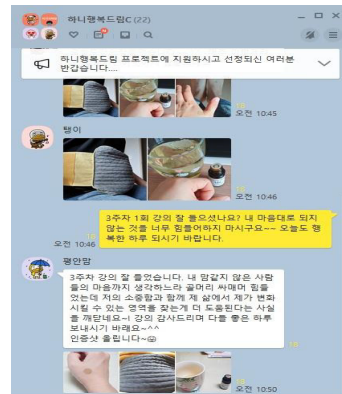 하니행복드림C (22)
하니행복드림 프로젝트에 지원하시고 선정되신 여러분
반갑습니다....
18
오전 10:45
탱이
18
오전 10:46
3주차 1회 강의 잘 들으셨나요? 내 마음대로 되지
않는 것을 너무 힘들어하지 마시구요~~ 오늘도 행
복한 하루 되시기 바랍니다.
18
오전 10:46
평안맘
3주차 강의 잘 들었습니다. 내 맘같지 않은 사람
들의 마음까지 생각하느라 골머리 싸매며 힘들
었는데 저의 소중함과 함께 제 삶에서 제가 변화
시킬 수 있는 영역을 찾는게 더 도움된다는 사실
을 깨닫네요~! 강의 감사드리며 다들 좋은 하루
보내시기 바래요~^^
인증샷 올립니다~
18
오전 10:50